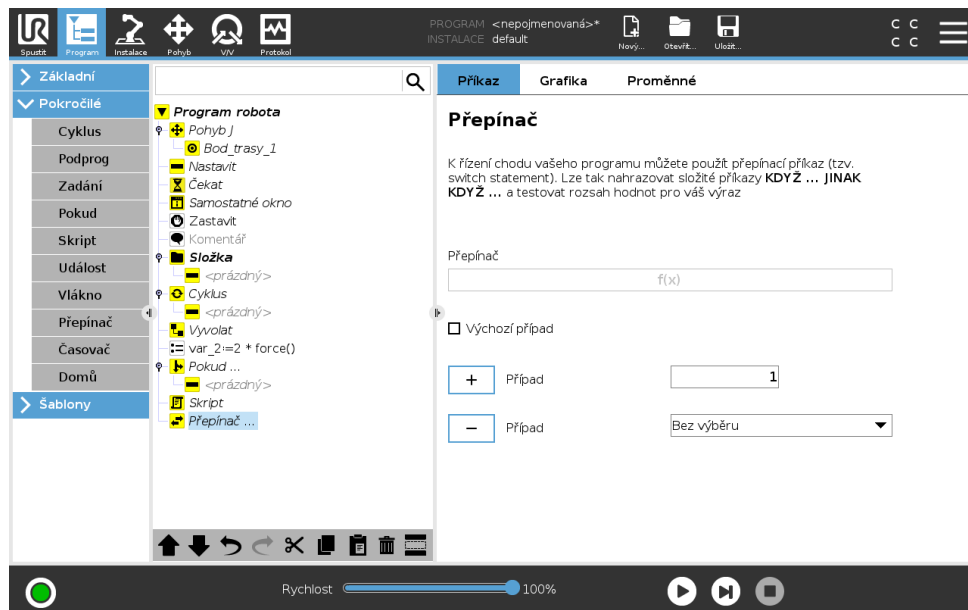 PROGRAM <nepojmenovaná>*
INSTALACE default
Spustit
Program
Instalace
Pohyb
V/V
Protokol
Nový...
Otevřít...
Uložit...
C C
C C
Základní
Pokročilé
Cyklus
Podprog
Zadání
Pokud
Skript
Událost
Vlákno
Přepínač
Časovač
Domů
Šablony
Program robota
Pohyb J
Bod_trasy_1
Nastavit
Čekat
Samostatné okno
Zastavit
Komentář
Složka
<prázdný>
Cyklus
<prázdný>
Vyvolat
var_2:=2 * force()
Pokud ...
<prázdný>
Skript
Přepínač ...
Příkaz
Grafika
Proměnné
Přepínač
K řízení chodu vašeho programu můžete použít přepínací příkaz (tzv.
switch statement). Lze tak nahrazovat složité příkazy KDYŽ ... JINAK
KDYŽ ... a testovat rozsah hodnot pro váš výraz
Přepínač
f(x)
Výchozí případ
+ Případ 1
− Případ Bez výběru
Rychlost 100%